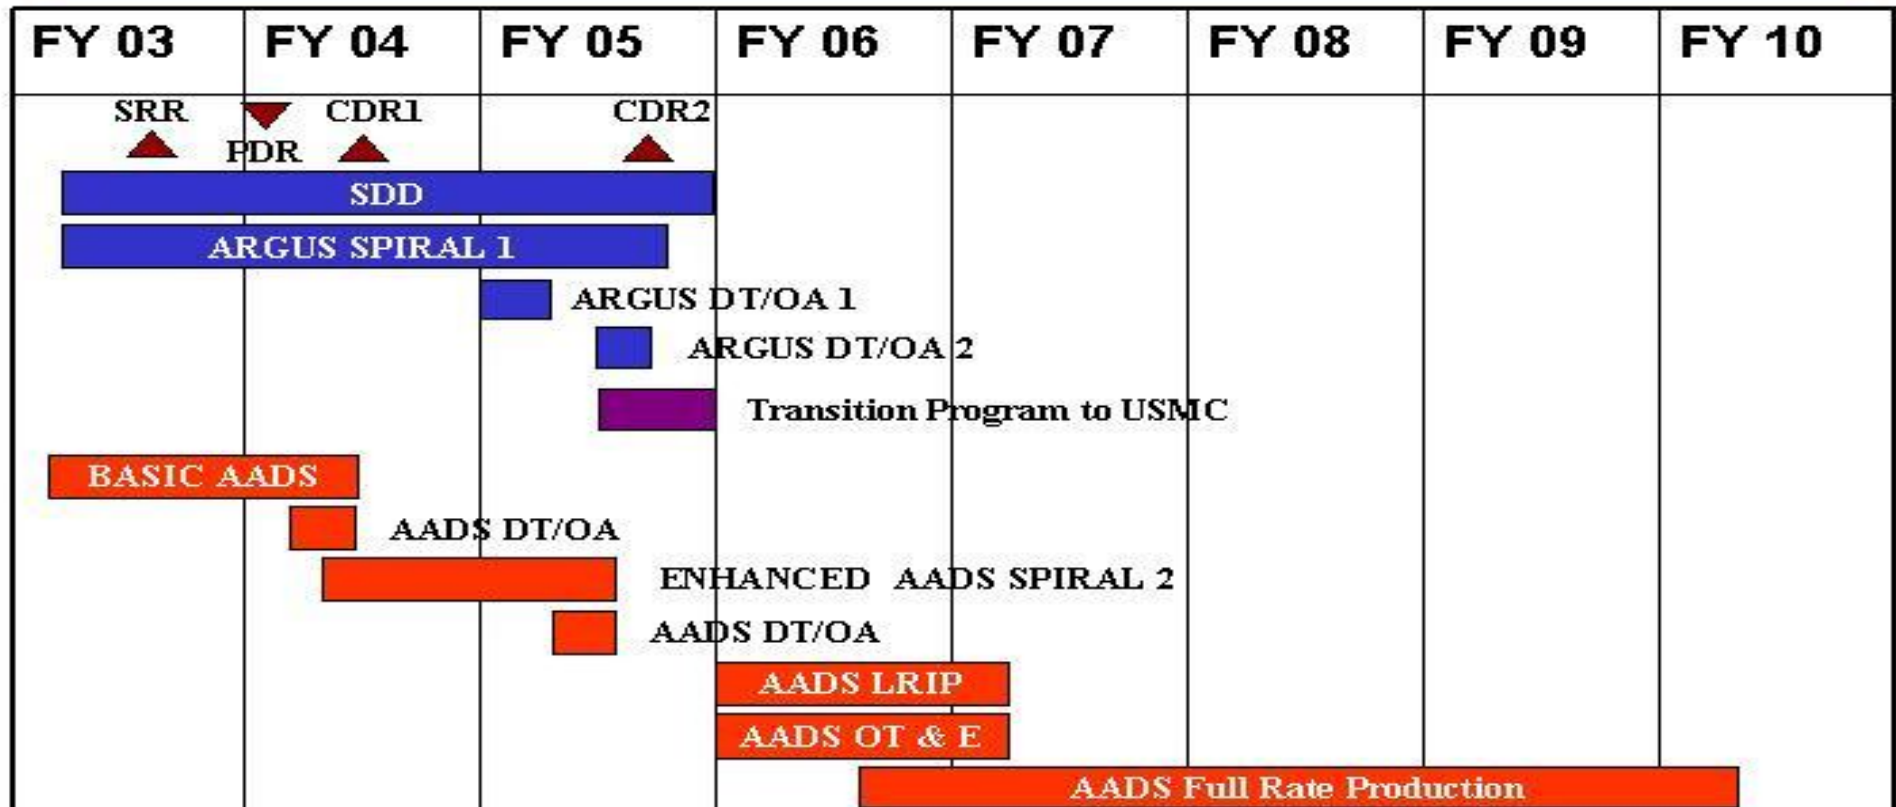 FY 03 FY 04 FY 05 FY 06 FY 07 FY 08 FY 09 FY 10
SRR CDR1 CDR2
PDR
SDD
ARGUS SPIRAL 1
ARGUS DT/OA 1
ARGUS DT/OA 2
Transition Program to USMC
BASIC AADS
AADS DT/OA
ENHANCED AADS SPIRAL 2
AADS DT/OA
AADS LRIP
AADS OT & E
AADS Full Rate Production